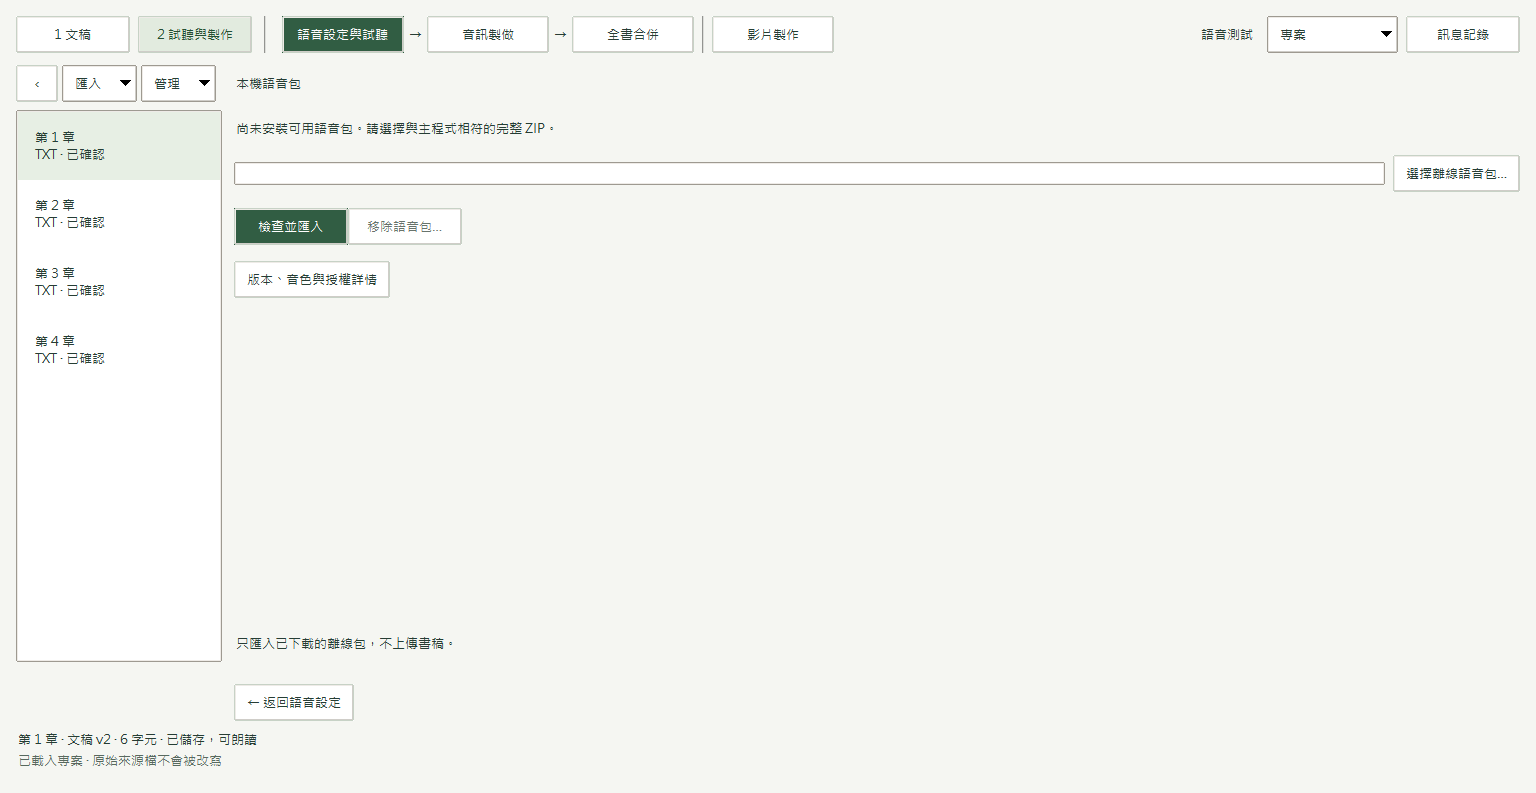 1 文稿
2 試聽與製作
語音設定與試聽
→
音訊製做
→
全書合併
影片製作
語音測試
專案
訊息記錄
‹
匯入
管理
本機語音包
第 1 章
TXT · 已確認
第 2 章
TXT · 已確認
第 3 章
TXT · 已確認
第 4 章
TXT · 已確認
尚未安裝可用語音包。請選擇與主程式相符的完整 ZIP。
選擇離線語音包...
檢查並匯入
移除語音包...
版本、音色與授權詳情
只匯入已下載的離線包，不上傳書稿。
← 返回語音設定
第 1 章 · 文稿 v2 · 6 字元 · 已儲存，可朗讀
已載入專案 · 原始來源檔不會被改寫